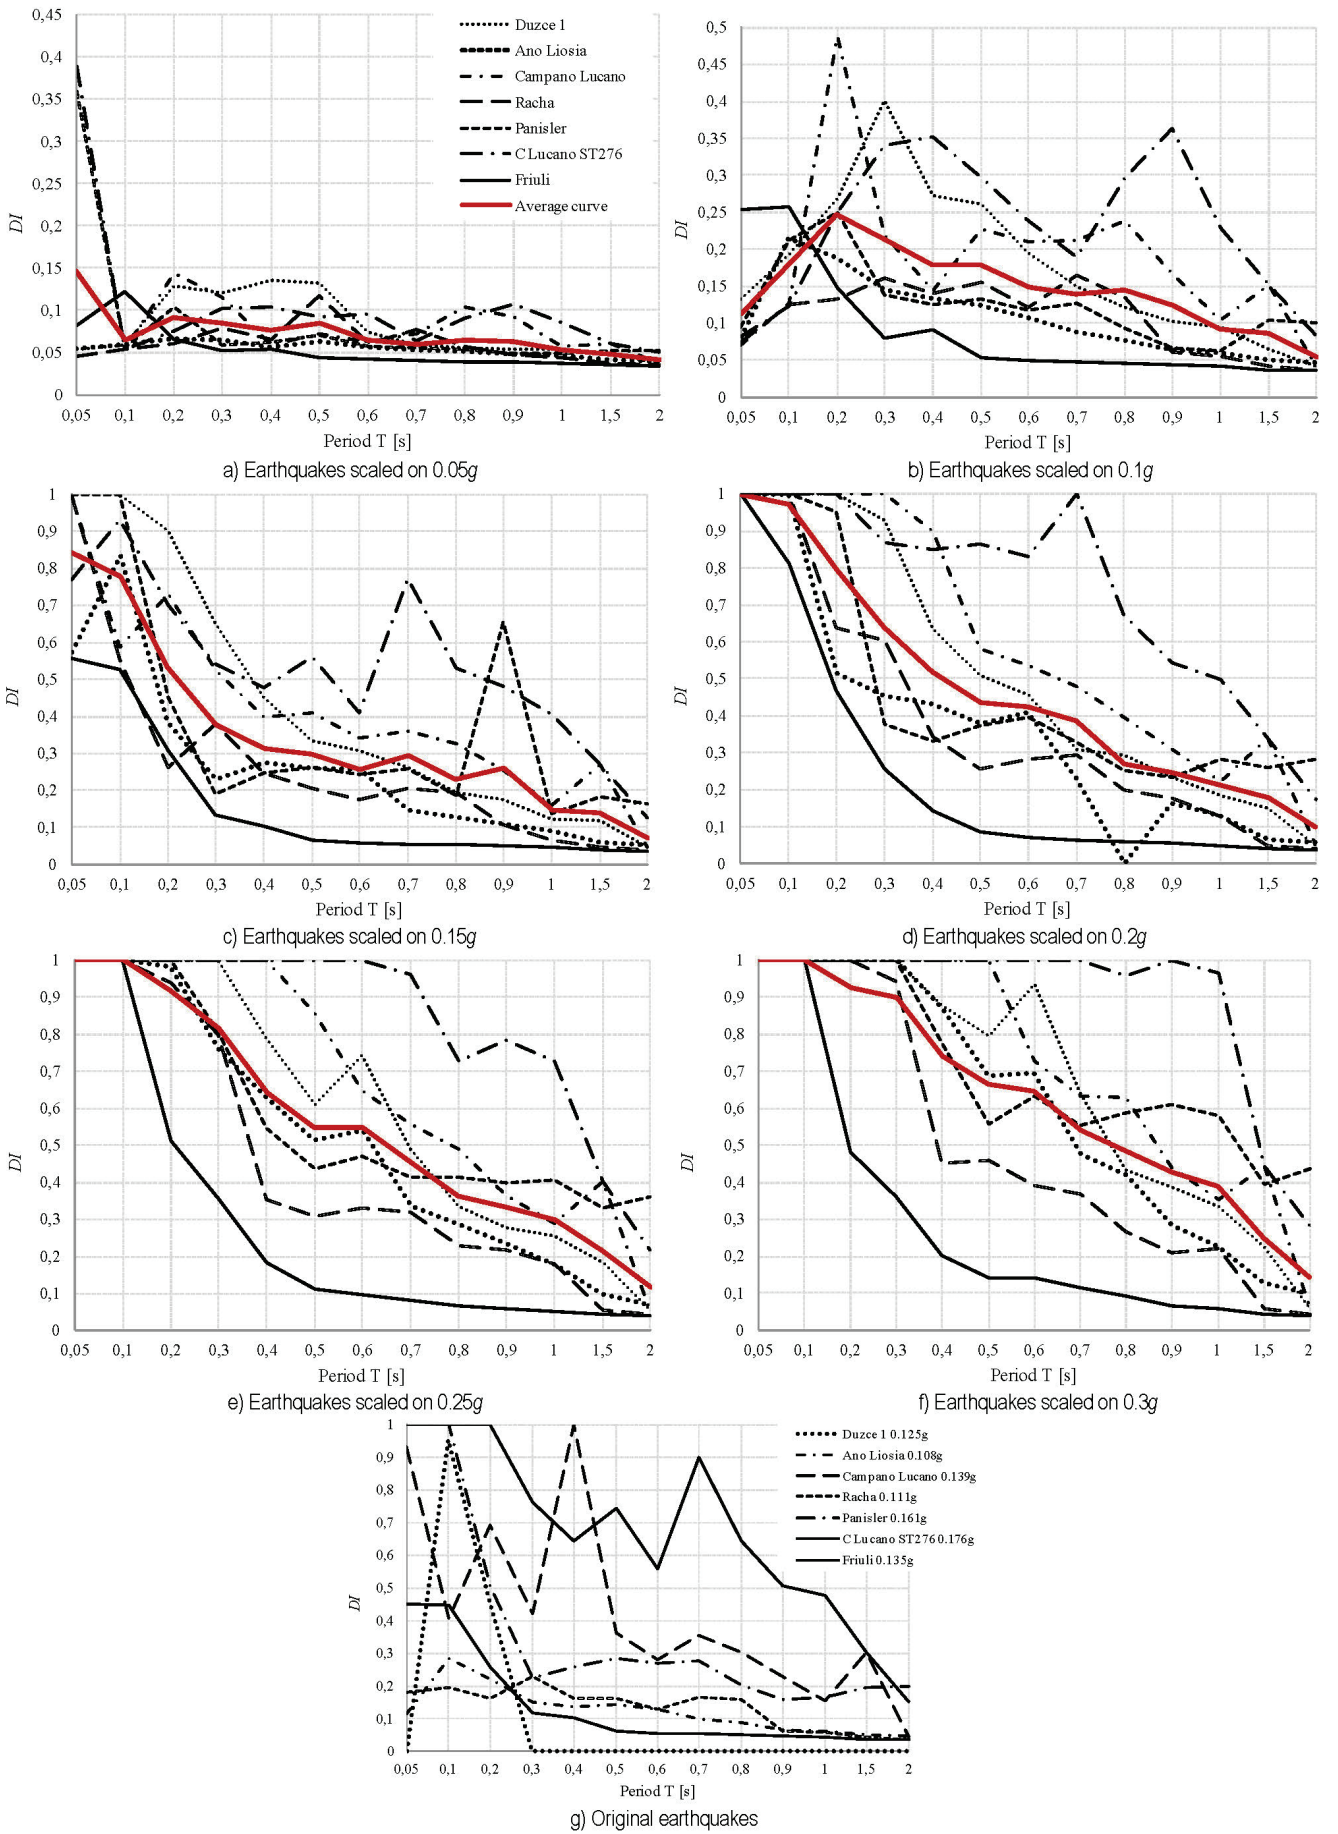 0,45
0,4
0,35
0,3
0,25
0,2
0,15
0,1
0,05
0
DI
Duzce 1
Ano Liosia
Campano Lucano
Racha
Panisler
C Lucano ST276
Friuli
Average curve
0,05 0,1 0,2 0,3 0,4 0,5 0,6 0,7 0,8 0,9 1 1,5 2
Period T [s]
a) Earthquakes scaled on 0.05g
0,5
0,45
0,4
0,35
0,3
0,25
0,2
0,15
0,1
0,05
0
DI
0,05 0,1 0,2 0,3 0,4 0,5 0,6 0,7 0,8 0,9 1 1,5 2
Period T [s]
b) Earthquakes scaled on 0.1g
1
0,9
0,8
0,7
0,6
0,5
0,4
0,3
0,2
0,1
0
DI
0,05 0,1 0,2 0,3 0,4 0,5 0,6 0,7 0,8 0,9 1 1,5 2
Period T [s]
c) Earthquakes scaled on 0.15g
1
0,9
0,8
0,7
0,6
0,5
0,4
0,3
0,2
0,1
0
DI
0,05 0,1 0,2 0,3 0,4 0,5 0,6 0,7 0,8 0,9 1 1,5 2
Period T [s]
d) Earthquakes scaled on 0.2g
1
0,9
0,8
0,7
0,6
0,5
0,4
0,3
0,2
0,1
0
DI
0,05 0,1 0,2 0,3 0,4 0,5 0,6 0,7 0,8 0,9 1 1,5 2
Period T [s]
e) Earthquakes scaled on 0.25g
1
0,9
0,8
0,7
0,6
0,5
0,4
0,3
0,2
0,1
0
DI
0,05 0,1 0,2 0,3 0,4 0,5 0,6 0,7 0,8 0,9 1 1,5 2
Period T [s]
f) Earthquakes scaled on 0.3g
1
0,9
0,8
0,7
0,6
0,5
0,4
0,3
0,2
0,1
0
DI
Duzce 1 0.125g
Ano Liosia 0.108g
Campano Lucano 0.139g
Racha 0.111g
Panisler 0.161g
C Lucano ST276 0.176g
Friuli 0.135g
0,05 0,1 0,2 0,3 0,4 0,5 0,6 0,7 0,8 0,9 1 1,5 2
Period T [s]
g) Original earthquakes